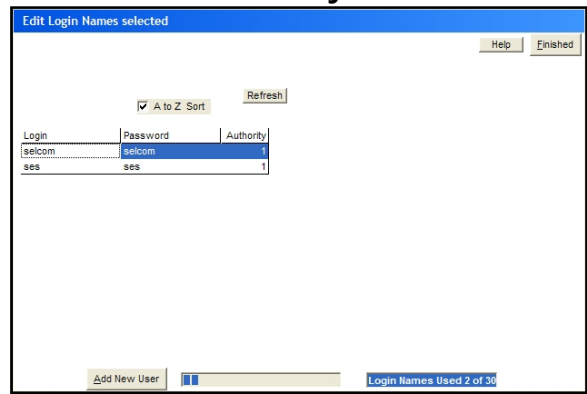 Edit Login Names selected
Help Finished
A to Z Sort Refresh
Login Password Authority
selcom selcom 1
ses ses 1
Add New User Login Names Used 2 of 30